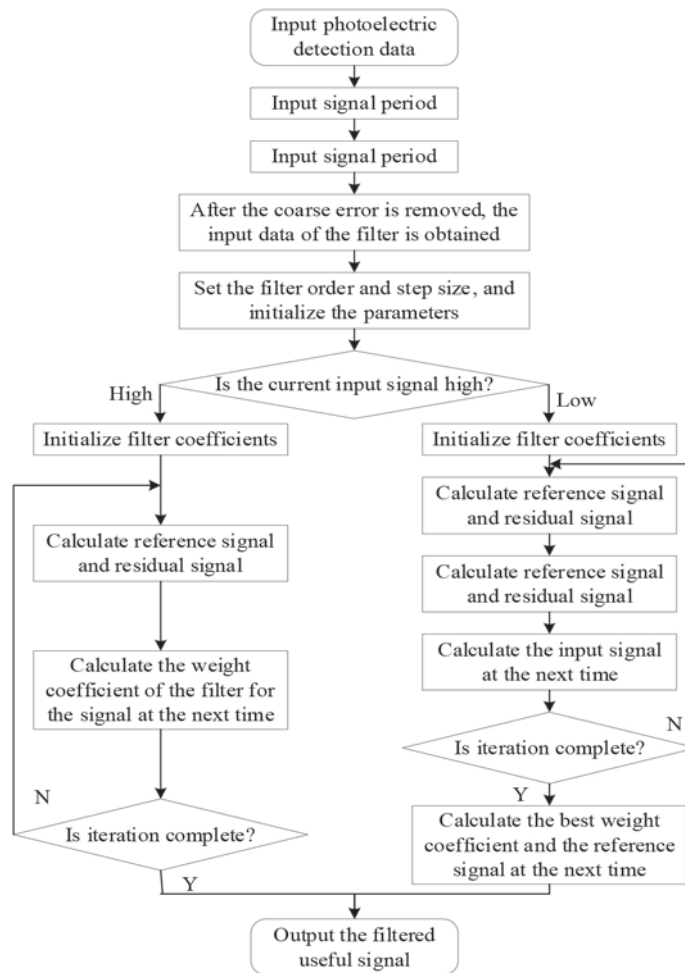 Input photoelectric
detection data
Input signal period
Input signal period
After the coarse error is removed, the
input data of the filter is obtained
Set the filter order and step size, and
initialize the parameters
Is the current input signal high?
High
Low
Initialize filter coefficients
Calculate reference signal
and residual signal
Calculate the weight
coefficient of the filter for
the signal at the next time
N
Is iteration complete?
Y
Initialize filter coefficients
Calculate reference signal
and residual signal
Calculate reference signal
and residual signal
Calculate the input signal
at the next time
N
Is iteration complete?
Y
Calculate the best weight
coefficient and the reference
signal at the next time
Output the filtered
useful signal